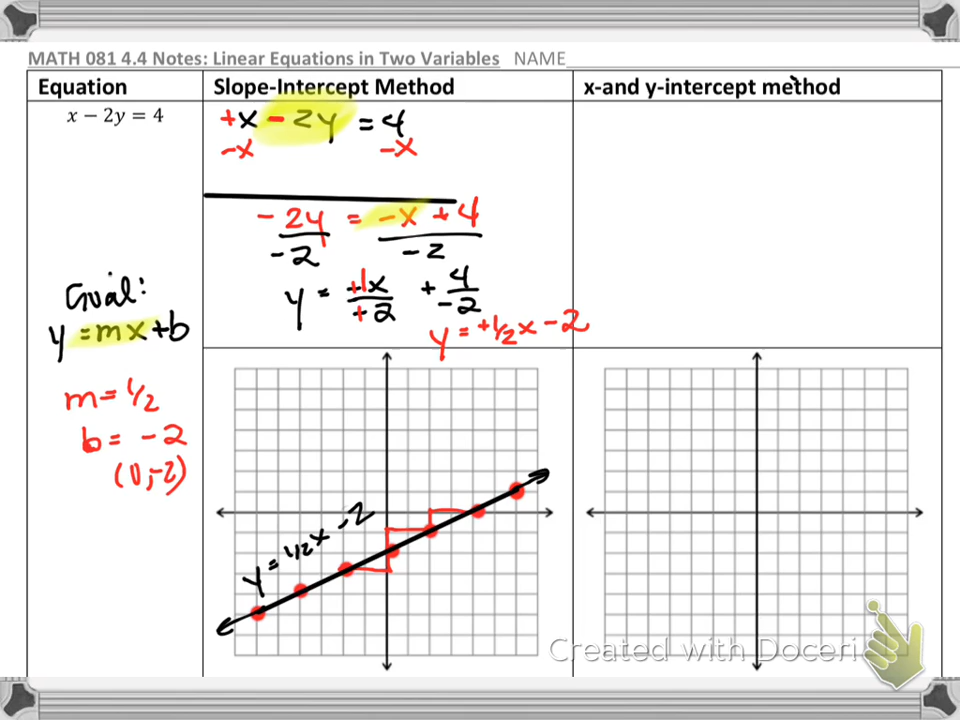 MATH 081 4.4 Notes: Linear Equations in Two Variables NAME
Equation
Slope-Intercept Method
x-and y-intercept method
x − 2y = 4
+x - 2y = 4
-x -x
- 2y = -x + 4
-2 -2
y = +1x/+2 + 4/-2
y = +1/2x - 2
Goal:
y = mx + b
m = 1/2
b = -2
(0, -2)
y = 1/2x - 2
Created with Doceri